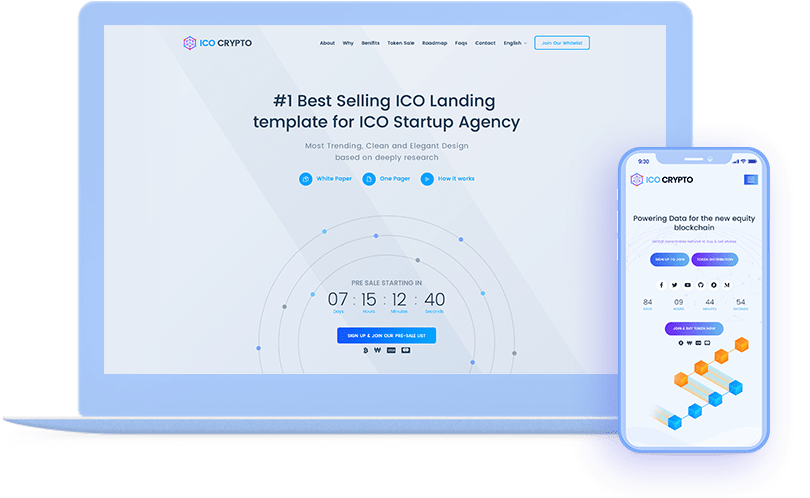 ICO CRYPTO
About Why Benifits Token Sale Roadmap Faqs Contact English Join Our Whitelist
#1 Best Selling ICO Landing
template for ICO Startup Agency
Most Trending, Clean and Elegant Design
based on deeply research
White Paper One Pager How it works
PRE SALE STARTING IN
07 : 15 : 12 : 40
Days Hours Minutes Seconds
SIGN UP & JOIN OUR PRE-SALE LIST
9:30
ICO CRYPTO
Powering Data for the new equity
blockchain
SIGN UP TO JOIN TOKEN DISTRIBUTION
84 09 44 54
DAYS HOURS MINUTES SECONDS
JOIN & BUY TOKEN NOW